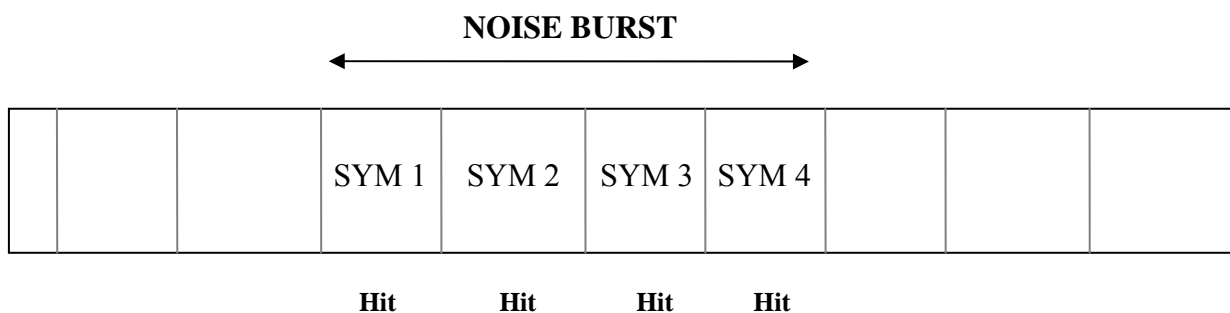 NOISE BURST
SYM 1 SYM 2 SYM 3 SYM 4
Hit Hit Hit Hit